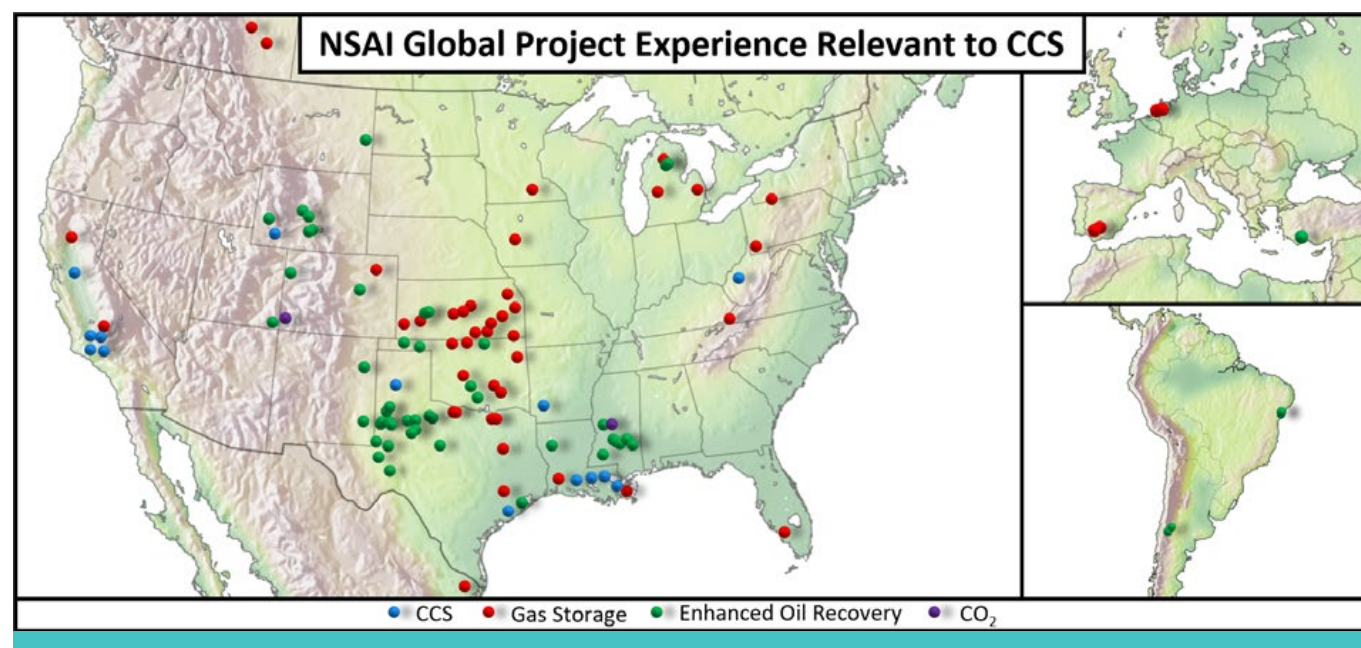 NSAI Global Project Experience Relevant to CCS
CCS Gas Storage Enhanced Oil Recovery CO₂